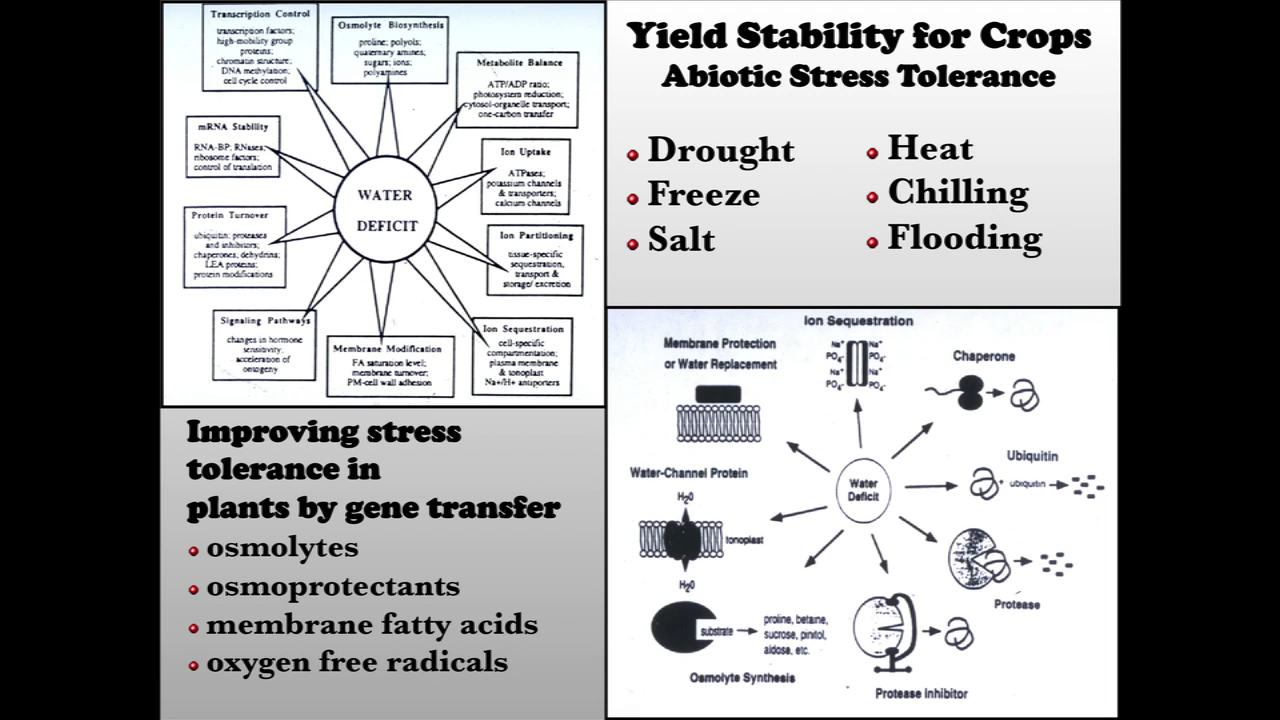 Transcription Control
transcription factors;
high-mobility group
proteins;
chromatin structure;
DNA methylation;
cell cycle control
Osmolyte Biosynthesis
proline; polyols;
quaternary amines;
sugars; ions;
polyamines
Metabolite Balance
ATP/ADP ratio;
photosystem reduction;
cytosol-organelle transport;
one-carbon transfer
mRNA Stability
RNA-BP; RNases;
ribosome factors;
control of translation
Ion Uptake
ATPases;
potassium channels
& transporters;
calcium channels
WATER
DEFICIT
Protein Turnover
ubiquitin; proteases
and inhibitors;
chaperones, dehydrins;
LEA proteins;
protein modifications
Ion Partitioning
tissue-specific
sequestration,
transport &
storage/ excretion
Signaling Pathways
changes in hormone
sensitivity;
acceleration of
ontogeny
Membrane Modification
FA saturation level;
membrane turnover;
PM-cell wall adhesion
Ion Sequestration
cell-specific
compartmentation;
plasma membrane
& tonoplast
Na+/H+ antiporters
Yield Stability for Crops
Abiotic Stress Tolerance
• Drought
• Freeze
• Salt
• Heat
• Chilling
• Flooding
Improving stress
tolerance in
plants by gene transfer
• osmolytes
• osmoprotectants
• membrane fatty acids
• oxygen free radicals
Ion Sequestration
Na⁺ Na⁺
PO₄⁻ PO₄⁻
Na⁺ Na⁺
PO₄⁻ PO₄⁻
Membrane Protection
or Water Replacement
Chaperone
Water-Channel Protein
H₂0
tonoplast
H₂0
Water
Deficit
Ubiquitin
+ ubiquitin
Protease
substrate
proline, betaine,
sucrose, pinitol,
aldose, etc.
Osmolyte Synthesis
Protease Inhibitor